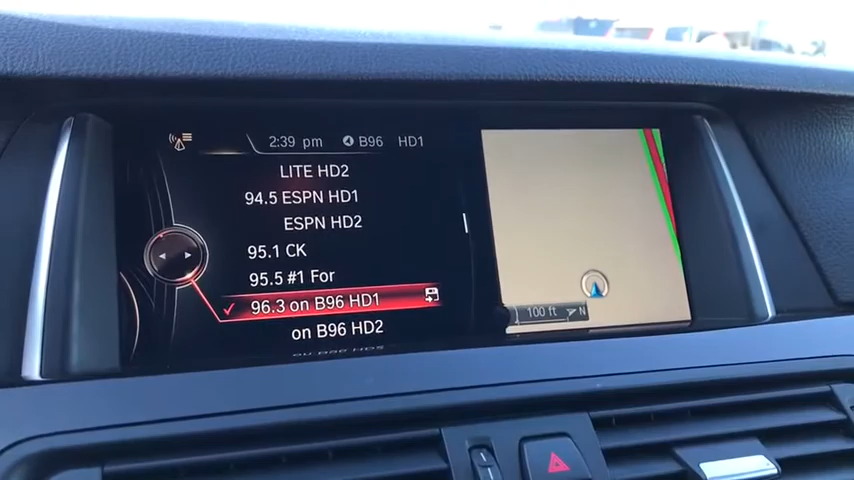 2:39 pm B96 HD1
LITE HD2
94.5 ESPN HD1
ESPN HD2
95.1 CK
95.5 #1 For
96.3 on B96 HD1
on B96 HD2
100 ft N